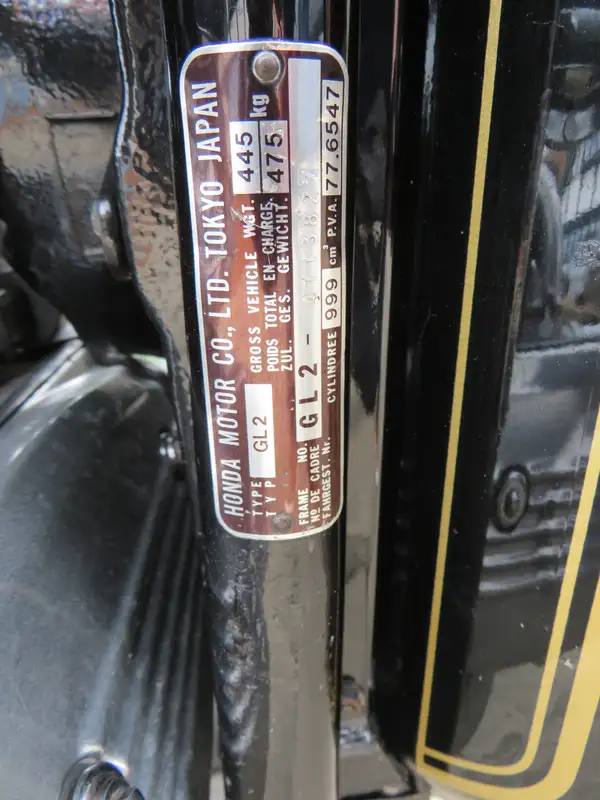 HONDA MOTOR CO., LTD. TOKYO JAPAN
TYPE GL2 GROSS VEHICLE WGT. 445 kg
TYP POIDS TOTAL EN CHARGE. 475
ZUL. GES. GEWICHT.
FRAME NO. GL2 -
Nº DE CADRE
FAHRGEST. Nr. CYLINDREE 999 cm³ P.V.A. 77.6547